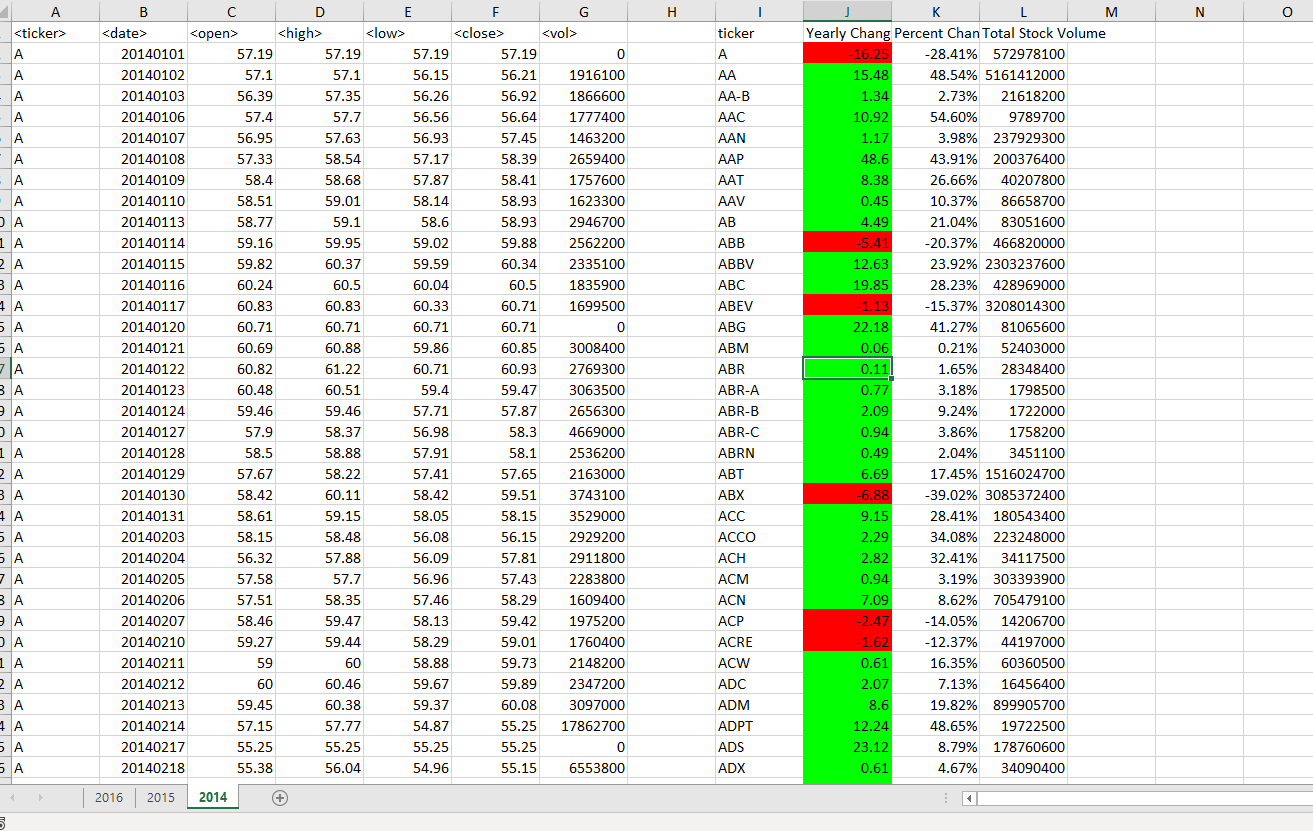 A B C D E F G H I J K L M N O
<ticker> <date> <open> <high> <low> <close> <vol> ticker Yearly Chang Percent Chan Total Stock Volume
A 20140101 57.19 57.19 57.19 57.19 0 A -16.25 -28.41% 572978100
A 20140102 57.1 57.1 56.15 56.21 1916100 AA 15.48 48.54% 5161412000
A 20140103 56.39 57.35 56.26 56.92 1866600 AA-B 1.34 2.73% 21618200
A 20140106 57.4 57.7 56.56 56.64 1777400 AAC 10.92 54.60% 9789700
A 20140107 56.95 57.63 56.93 57.45 1463200 AAN 1.17 3.98% 237929300
A 20140108 57.33 58.54 57.17 58.39 2659400 AAP 48.6 43.91% 200376400
A 20140109 58.4 58.68 57.87 58.41 1757600 AAT 8.38 26.66% 40207800
A 20140110 58.51 59.01 58.14 58.93 1623300 AAV 0.45 10.37% 86658700
A 20140113 58.77 59.1 58.6 58.93 2946700 AB 4.49 21.04% 83051600
A 20140114 59.16 59.95 59.02 59.88 2562200 ABB -5.41 -20.37% 466820000
A 20140115 59.82 60.37 59.59 60.34 2335100 ABBV 12.63 23.92% 2303237600
A 20140116 60.24 60.5 60.04 60.5 1835900 ABC 19.85 28.23% 428969000
A 20140117 60.83 60.83 60.33 60.71 1699500 ABEV -1.13 -15.37% 3208014300
A 20140120 60.71 60.71 60.71 60.71 0 ABG 22.18 41.27% 81065600
A 20140121 60.69 60.88 59.86 60.85 3008400 ABM 0.06 0.21% 52403000
A 20140122 60.82 61.22 60.71 60.93 2769300 ABR 0.11 1.65% 28348400
A 20140123 60.48 60.51 59.4 59.47 3063500 ABR-A 0.77 3.18% 1798500
A 20140124 59.46 59.46 57.71 57.87 2656300 ABR-B 2.09 9.24% 1722000
A 20140127 57.9 58.37 56.98 58.3 4669000 ABR-C 0.94 3.86% 1758200
A 20140128 58.5 58.88 57.91 58.1 2536200 ABRN 0.49 2.04% 3451100
A 20140129 57.67 58.22 57.41 57.65 2163000 ABT 6.69 17.45% 1516024700
A 20140130 58.42 60.11 58.42 59.51 3743100 ABX -6.88 -39.02% 3085372400
A 20140131 58.61 59.15 58.05 58.15 3529000 ACC 9.15 28.41% 180543400
A 20140203 58.15 58.48 56.08 56.15 2929200 ACCO 2.29 34.08% 223248000
A 20140204 56.32 57.88 56.09 57.81 2911800 ACH 2.82 32.41% 34117500
A 20140205 57.58 57.7 56.96 57.43 2283800 ACM 0.94 3.19% 303393900
A 20140206 57.51 58.35 57.46 58.29 1609400 ACN 7.09 8.62% 705479100
A 20140207 58.46 59.47 58.13 59.42 1975200 ACP -2.47 -14.05% 14206700
A 20140210 59.27 59.44 58.29 59.01 1760400 ACRE -1.62 -12.37% 44197000
A 20140211 59 60 58.88 59.73 2148200 ACW 0.61 16.35% 60360500
A 20140212 60 60.46 59.67 59.89 2347200 ADC 2.07 7.13% 16456400
A 20140213 59.45 60.38 59.37 60.08 3097000 ADM 8.6 19.82% 899905700
A 20140214 57.15 57.77 54.87 55.25 17862700 ADPT 12.24 48.65% 19722500
A 20140217 55.25 55.25 55.25 55.25 0 ADS 23.12 8.79% 178760600
A 20140218 55.38 56.04 54.96 55.15 6553800 ADX 0.61 4.67% 34090400
2016 2015 2014